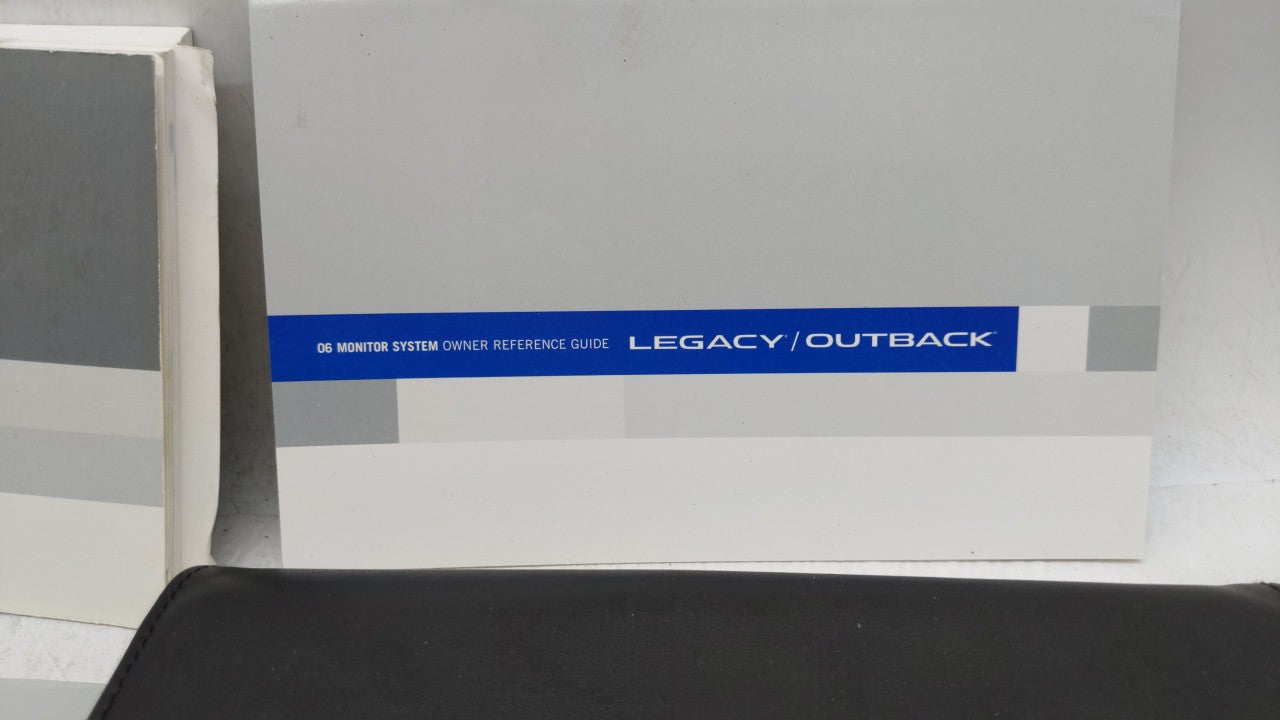 06 MONITOR SYSTEM OWNER REFERENCE GUIDE LEGACY / OUTBACK